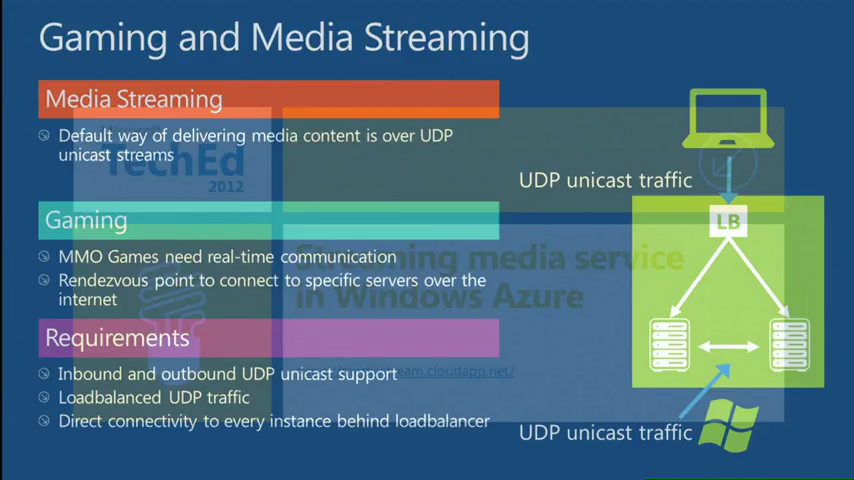 Gaming and Media Streaming
Media Streaming
Default way of delivering media content is over UDP
unicast streams
TechEd
2012
UDP unicast traffic
LB
Gaming
MMO Games need real-time communication
Rendezvous point to connect to specific servers over the
internet
Streaming media service
in Windows Azure
Requirements
Inbound and outbound UDP unicast support
stream.cloudapp.net/
Loadbalanced UDP traffic
Direct connectivity to every instance behind loadbalancer
UDP unicast traffic